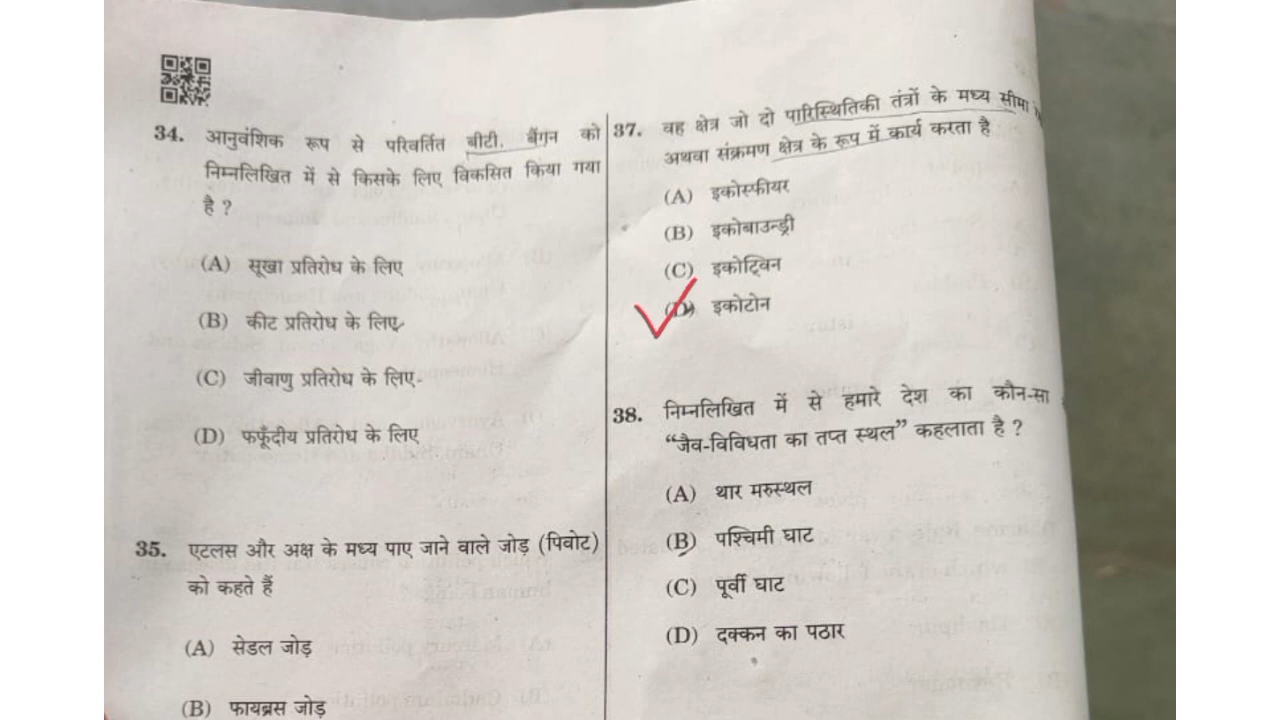 34. आनुवंशिक रूप से परिवर्तित बीटी. बैंगन को
निम्नलिखित में से किसके लिए विकसित किया गया
है ?
(A) सूखा प्रतिरोध के लिए
(B) कीट प्रतिरोध के लिए
(C) जीवाणु प्रतिरोध के लिए
(D) फफूँदीय प्रतिरोध के लिए
35. एटलस और अक्ष के मध्य पाए जाने वाले जोड़ (पिवोट)
को कहते हैं
(A) सेडल जोड़
(B) फायब्रस जोड़
37. वह क्षेत्र जो दो पारिस्थितिकी तंत्रों के मध्य सीमा
अथवा संक्रमण क्षेत्र के रूप में कार्य करता है
(A) इकोस्फीयर
(B) इकोबाउन्ड्री
(C) इकोट्विन
(D) इकोटोन
38. निम्नलिखित में से हमारे देश का कौन-सा
“जैव-विविधता का तप्त स्थल” कहलाता है ?
(A) थार मरुस्थल
(B) पश्चिमी घाट
(C) पूर्वी घाट
(D) दक्कन का पठार